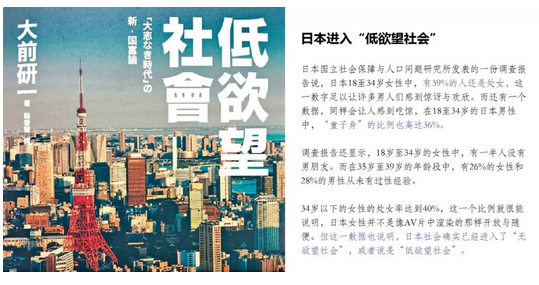 低欲望
社會
「大志なき時代」の
新・国富論
大前研一
著
日本进入“低欲望社会”
日本国立社会保障与人口问题研究所发表的一份调查报
告说，日本18至34岁女性中，有39%的人还是处女，这
一数字足以让许多男人们感到惊讶与欢欣。而还有一个
数据，同样会让人感到吃惊，在18至34岁的日本男性
中，“童子身”的比例也高达36%。
调查报告还显示，18岁至34岁的女性中，有一半人没有
男朋友。而在35岁至39岁的年龄段中，有26%的女性和
28%的男性从未有过性经验。
34岁以下的女性的处女率达到40%，这一个比例就很能
说明，日本女性并不是像AV片中渲染的那样开放与随
便。但这一数据也说明，日本社会确实已经进入了“无
欲望社会”，或者说是“低欲望社会”。